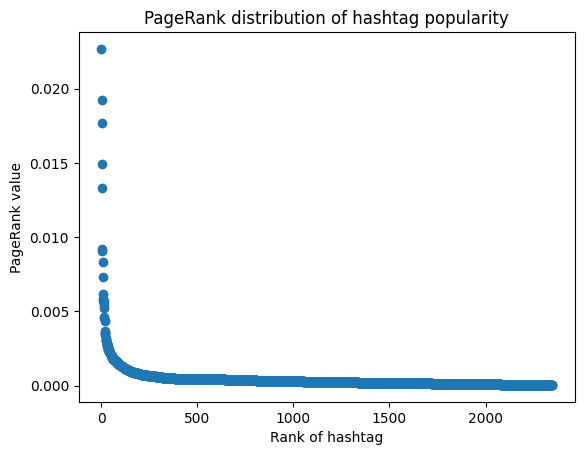 PageRank distribution of hashtag popularity
PageRank value
0.020
0.015
0.010
0.005
0.000
0 500 1000 1500 2000
Rank of hashtag